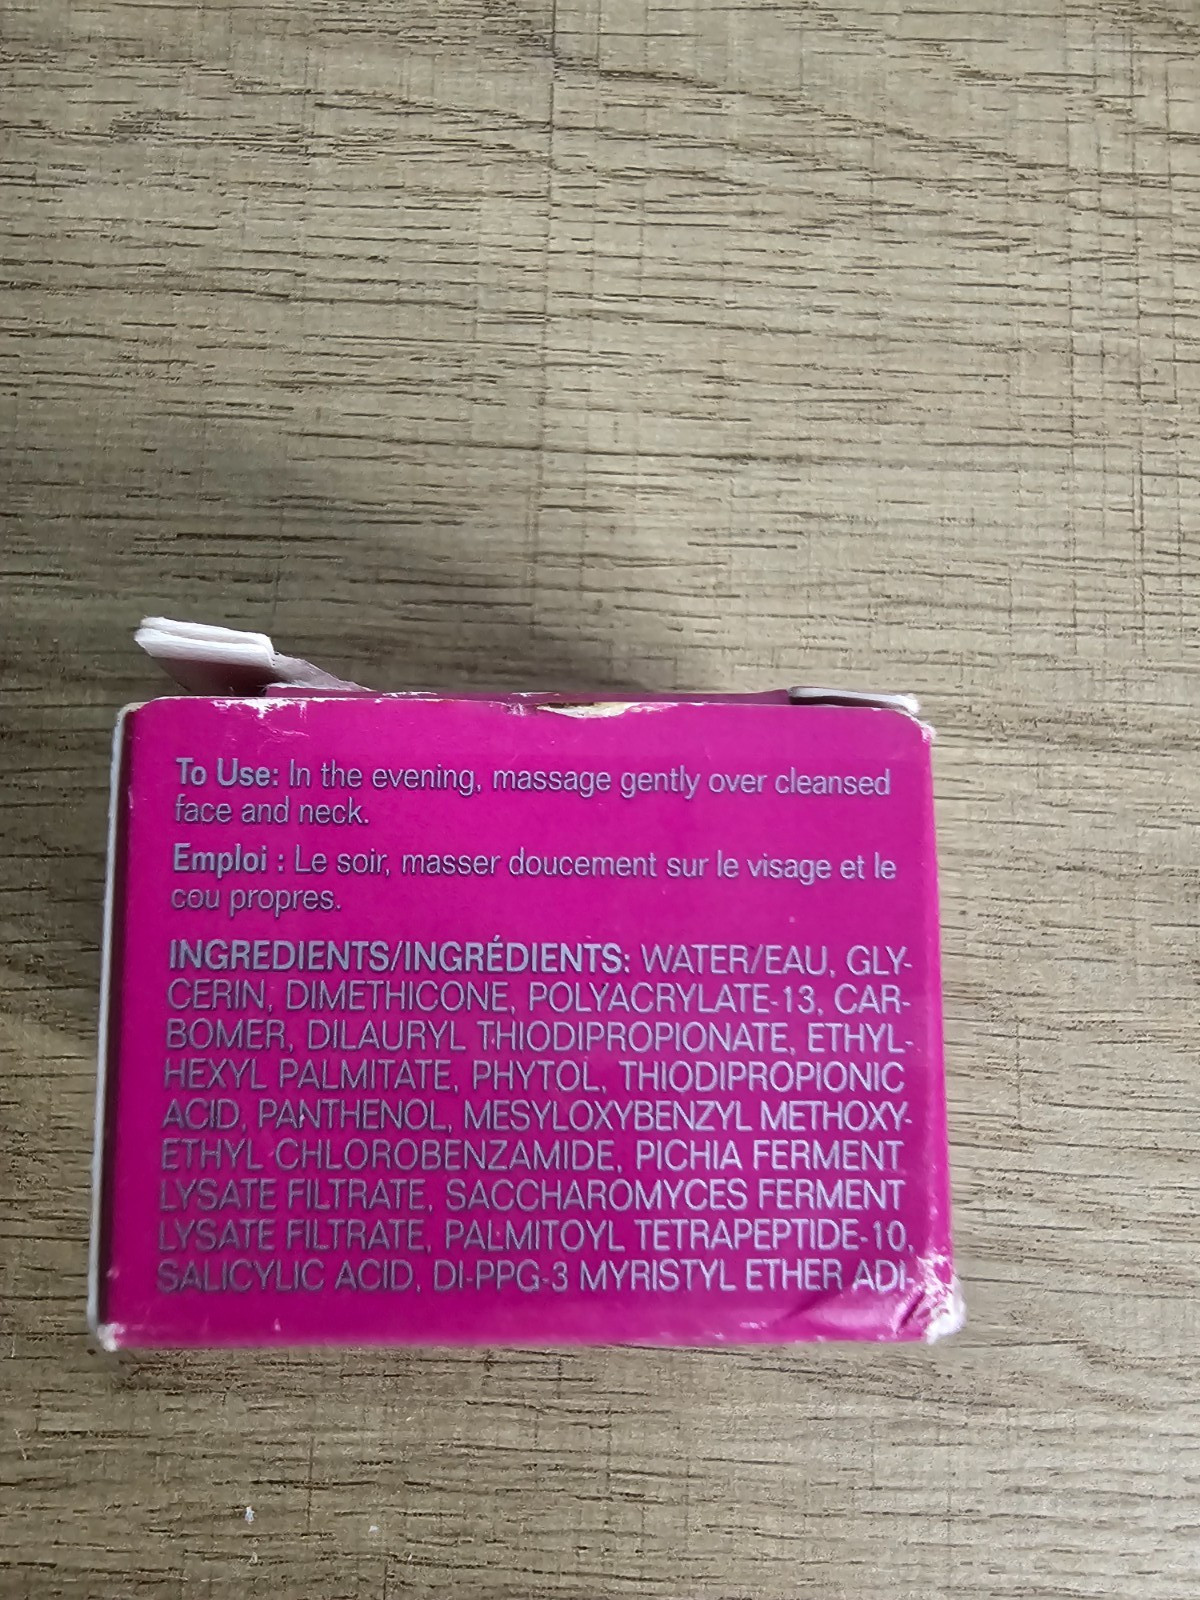 To Use: In the evening, massage gently over cleansed
face and neck.
Emploi : Le soir, masser doucement sur le visage et le
cou propres.
INGREDIENTS/INGRÉDIENTS: WATER/EAU, GLY-
CERIN, DIMETHICONE, POLYACRYLATE-13, CAR-
BOMER, DILAURYL THIODIPROPIONATE, ETHYL-
HEXYL PALMITATE, PHYTOL, THIODIPROPIONIC
ACID, PANTHENOL, MESYLOXYBENZYL METHOXY-
ETHYL CHLOROBENZAMIDE, PICHIA FERMENT
LYSATE FILTRATE, SACCHAROMYCES FERMENT
LYSATE FILTRATE, PALMITOYL TETRAPEPTIDE-10,
SALICYLIC ACID, DI-PPG-3 MYRISTYL ETHER ADI-